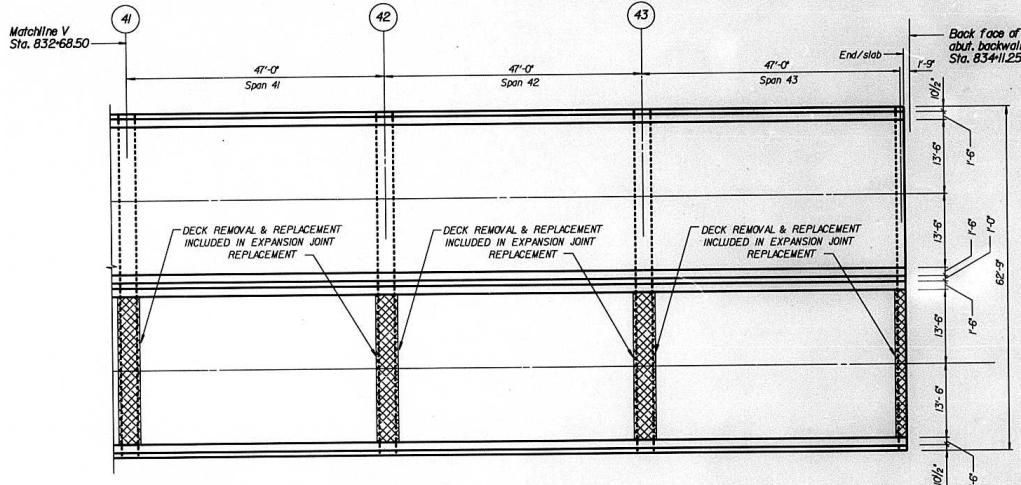 41
42
43
Matchline V
Sta. 832+68.50
Back face of
abut. backwall
Sta. 834+11.25
End/slab
1'-9"
47'-0"
Span 41
47'-0"
Span 42
47'-0"
Span 43
10½"
1'-6"
13'-6"
DECK REMOVAL & REPLACEMENT
INCLUDED IN EXPANSION JOINT
REPLACEMENT
DECK REMOVAL & REPLACEMENT
INCLUDED IN EXPANSION JOINT
REPLACEMENT
DECK REMOVAL & REPLACEMENT
INCLUDED IN EXPANSION JOINT
REPLACEMENT
13'-6"
1'-6"
1'-0"
62'-9"
1'-6"
13'-6"
13'-6"
10½"
-6"